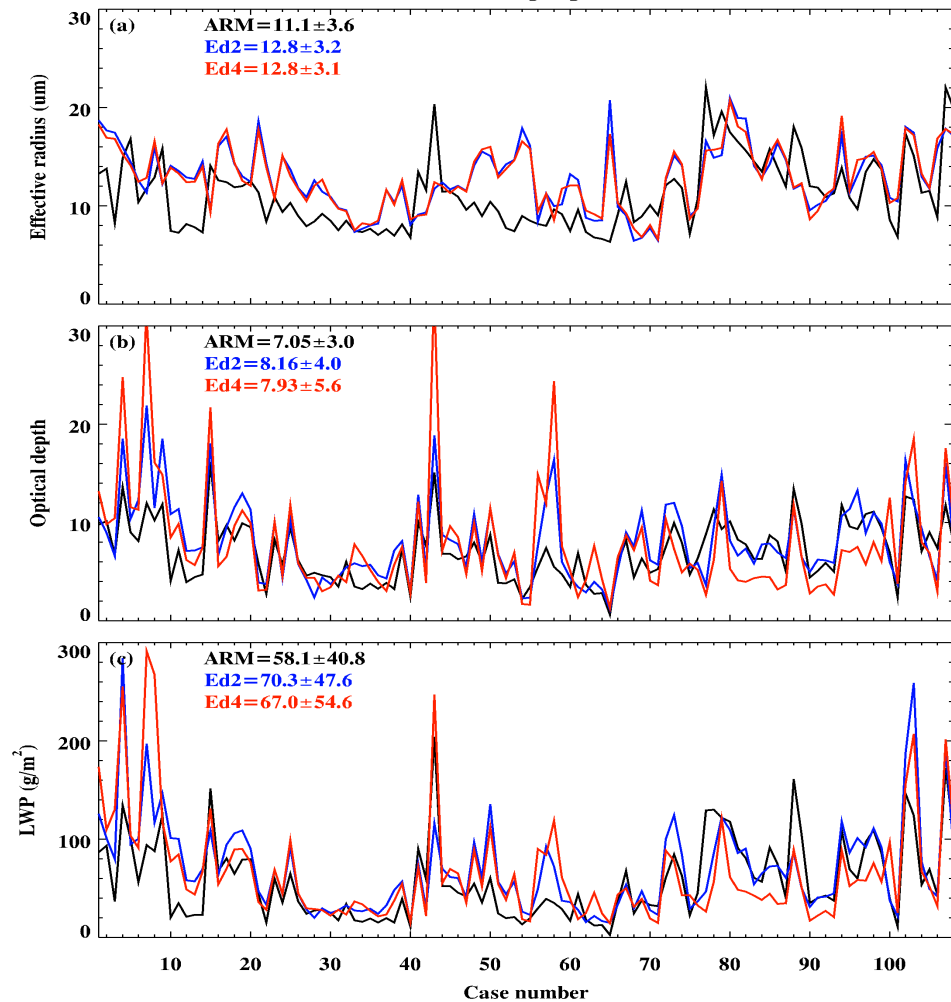 30
(a)
ARM=11.1±3.6
Ed2=12.8±3.2
Ed4=12.8±3.1
20
10
0
Effective radius (um)
30
(b)
ARM=7.05±3.0
Ed2=8.16±4.0
Ed4=7.93±5.6
20
10
0
Optical depth
300
(c)
ARM=58.1±40.8
Ed2=70.3±47.6
Ed4=67.0±54.6
200
100
0
LWP (g/m²)
10 20 30 40 50 60 70 80 90 100
Case number